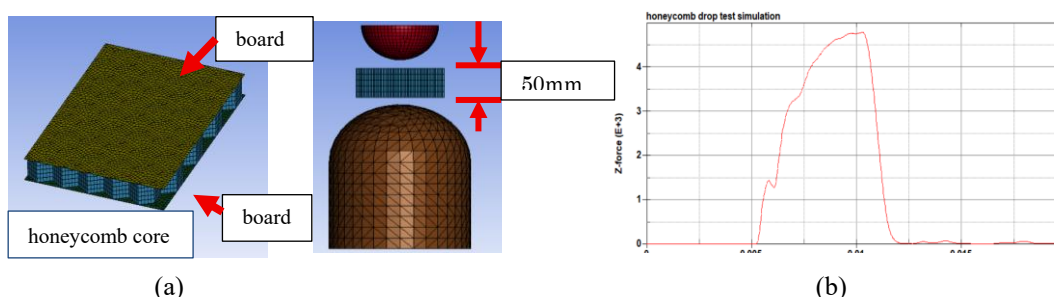 board
board
honeycomb core
50mm
(a)
honeycomb drop test simulation
Z-force (E+3)
4
3
2
1
0
0
0.005
0.01
0.015
(b)